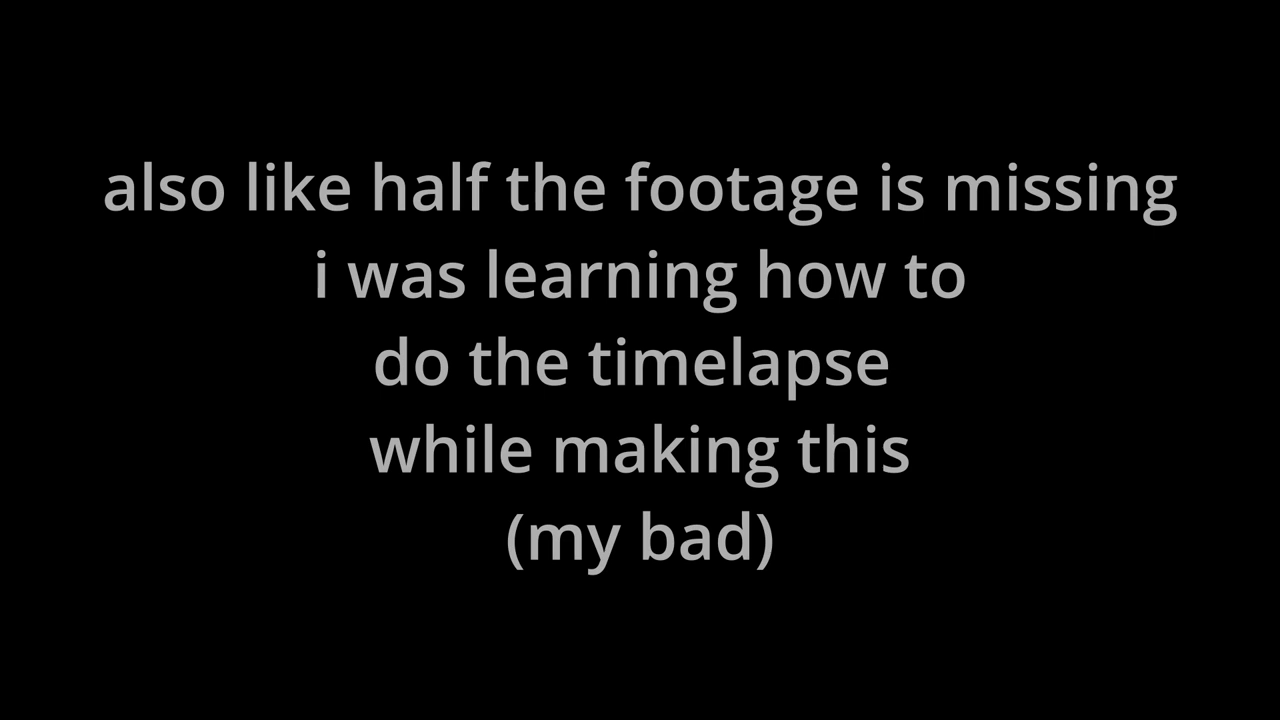 also like half the footage is missing
i was learning how to
do the timelapse
while making this
(my bad)